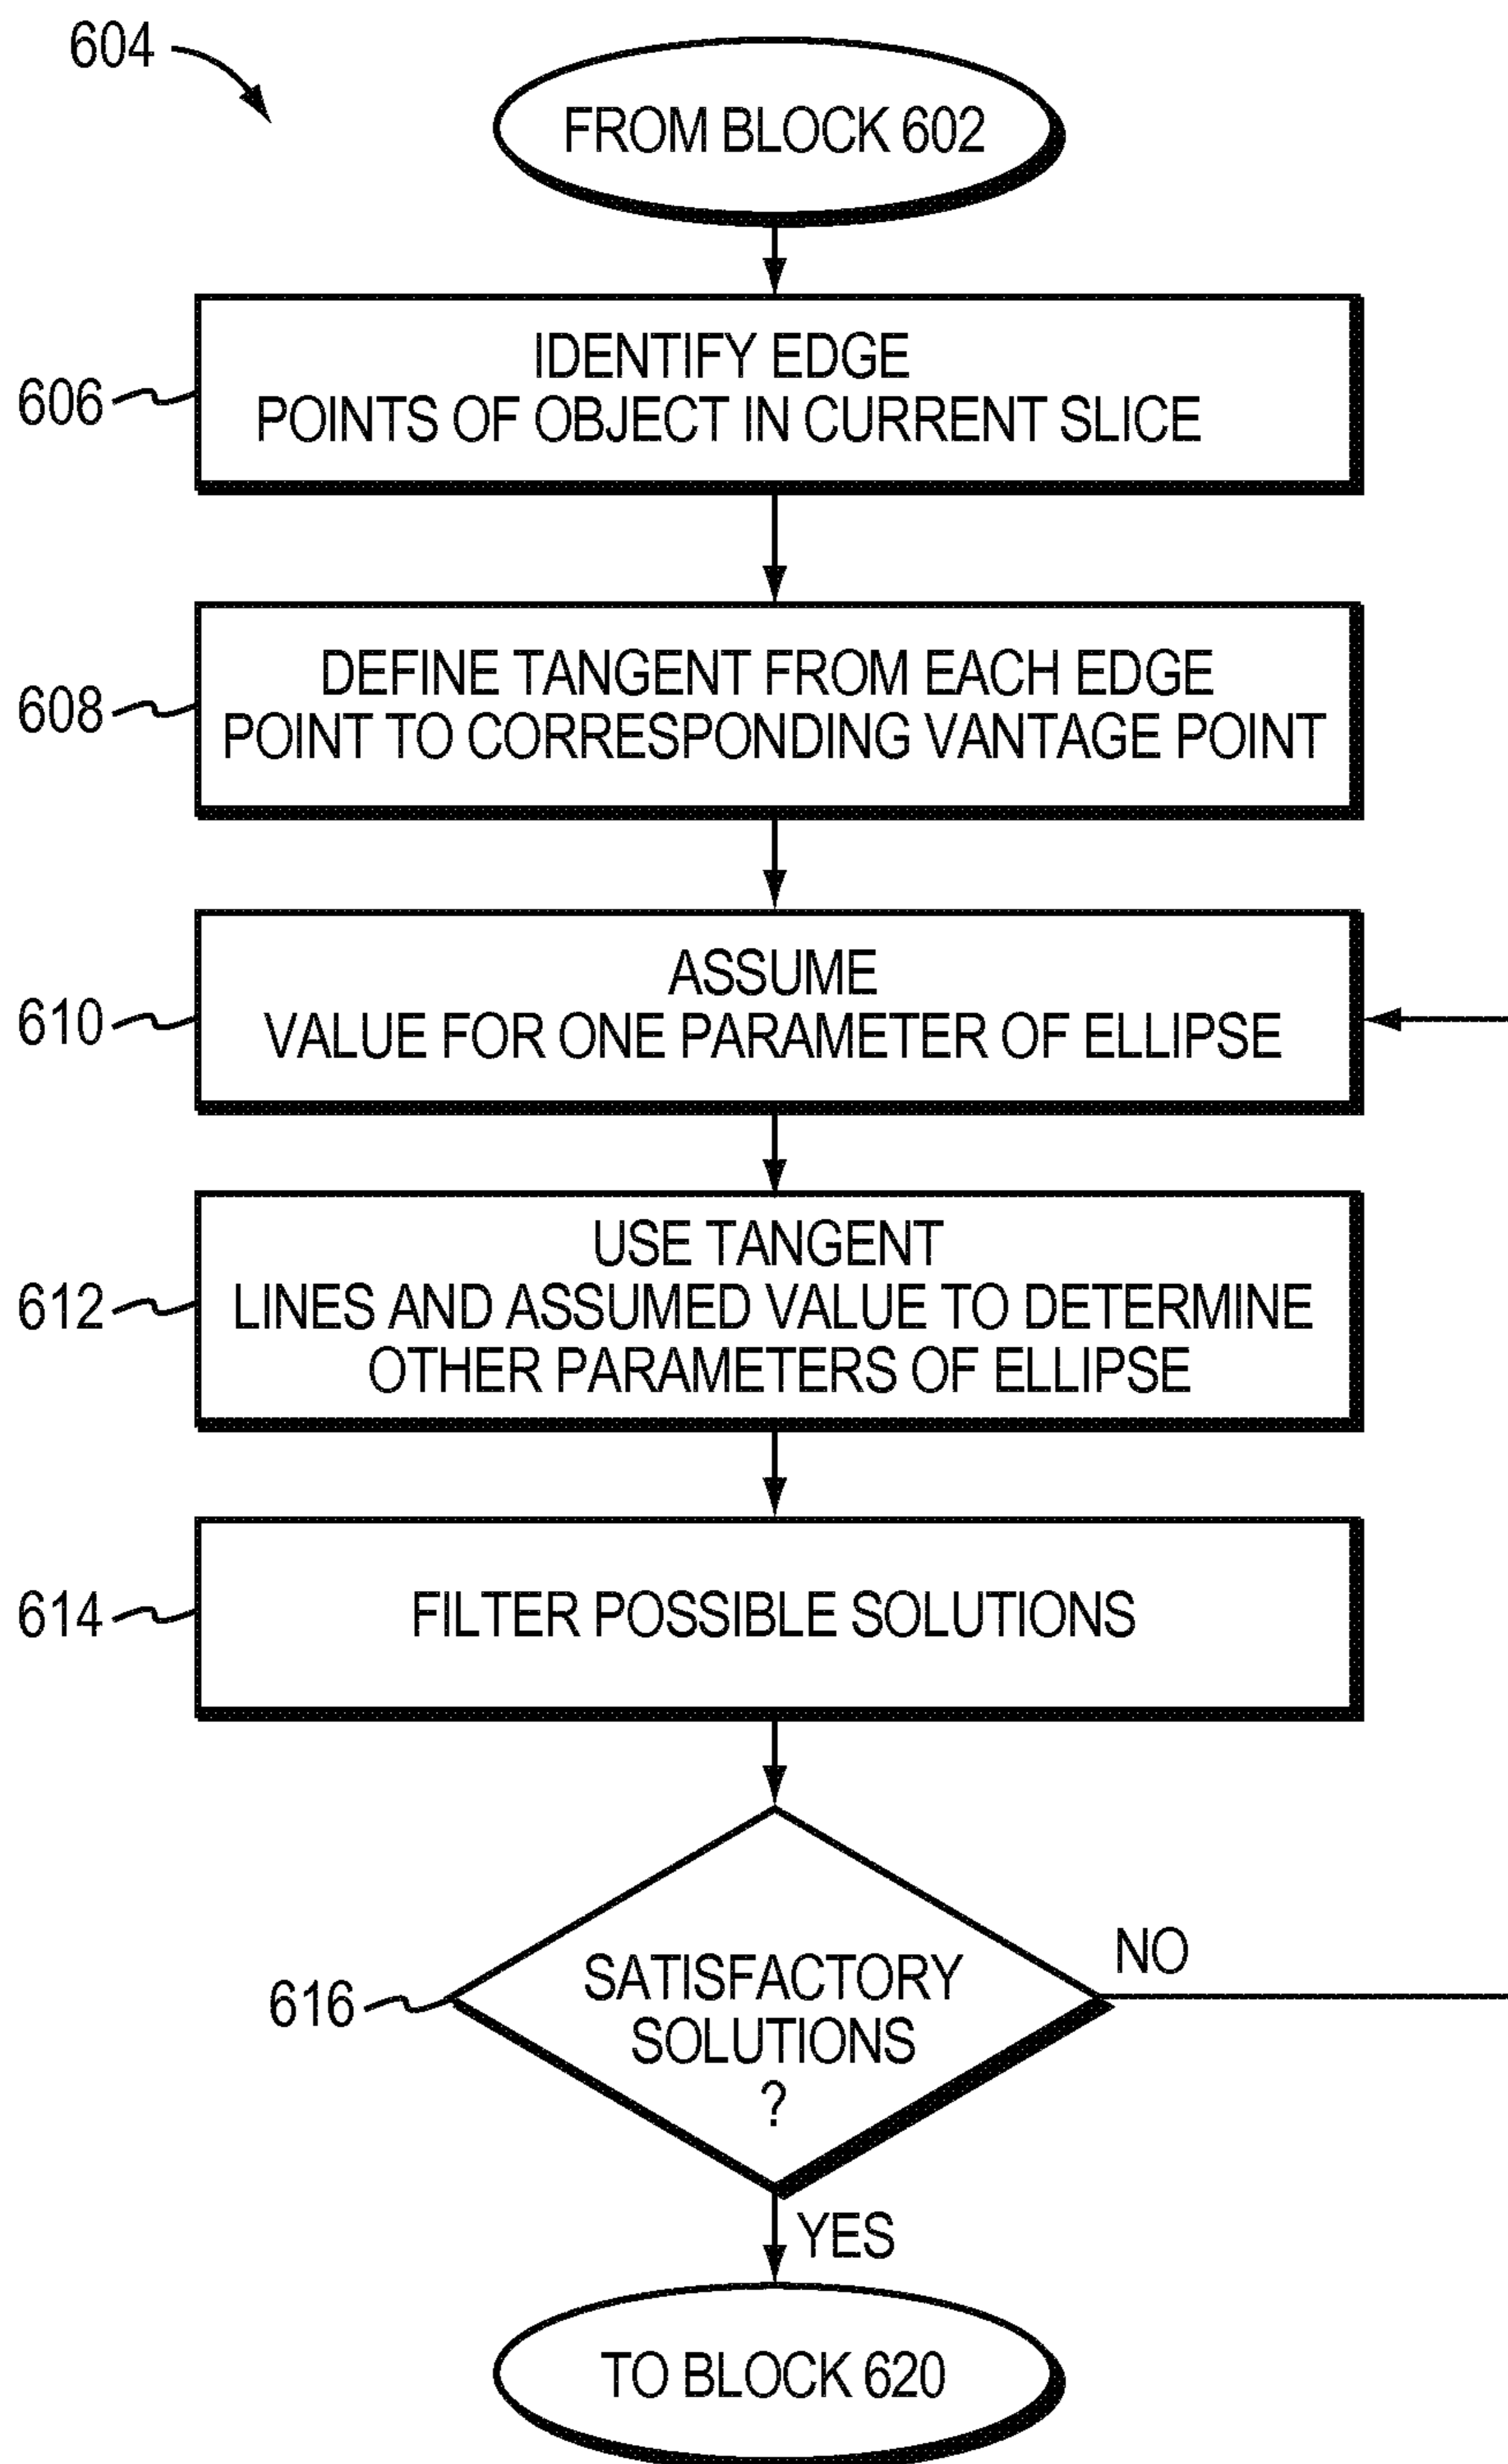 604
FROM BLOCK 602
IDENTIFY EDGE
606
POINTS OF OBJECT IN CURRENT SLICE
DEFINE TANGENT FROM EACH EDGE
608
POINT TO CORRESPONDING VANTAGE POINT
ASSUME
610
VALUE FOR ONE PARAMETER OF ELLIPSE
USE TANGENT
612
LINES AND ASSUMED VALUE TO DETERMINE
OTHER PARAMETERS OF ELLIPSE
614
FILTER POSSIBLE SOLUTIONS
NO
616
SATISFACTORY
SOLUTIONS
?
YES
TO BLOCK 620